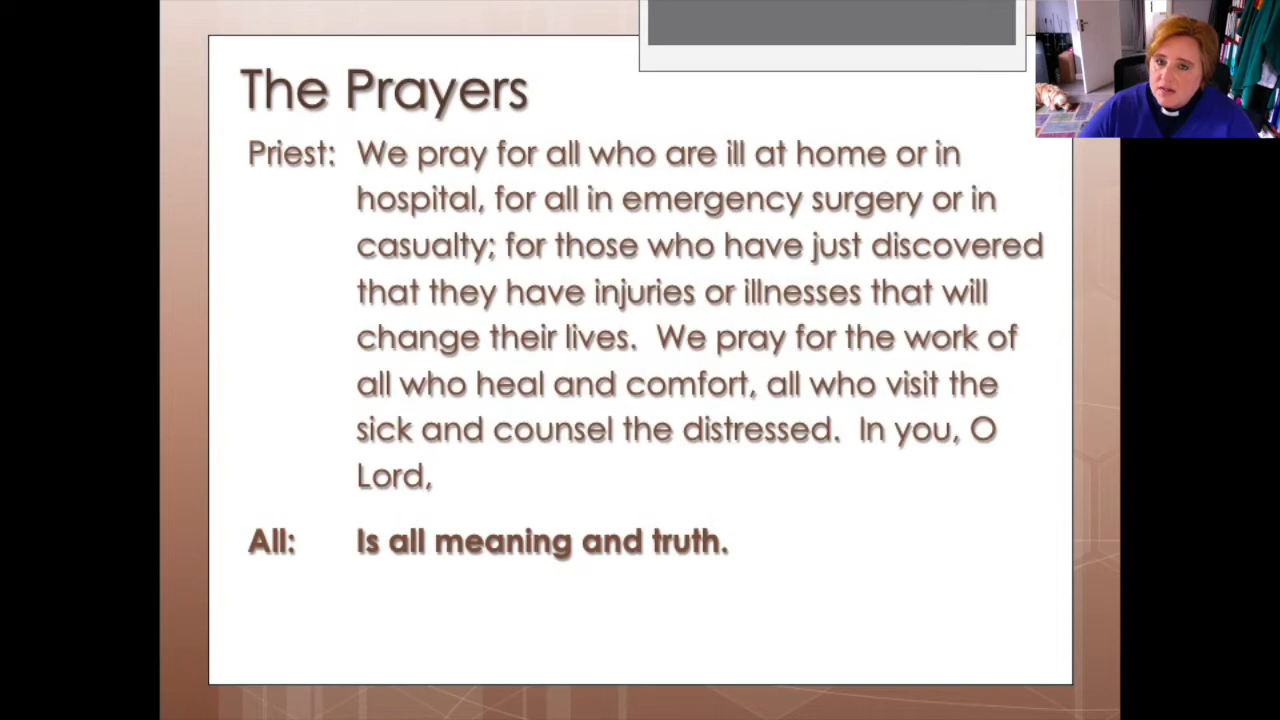 The Prayers
Priest: We pray for all who are ill at home or in
hospital, for all in emergency surgery or in
casualty; for those who have just discovered
that they have injuries or illnesses that will
change their lives.  We pray for the work of
all who heal and comfort, all who visit the
sick and counsel the distressed.  In you, O
Lord,
All: Is all meaning and truth.